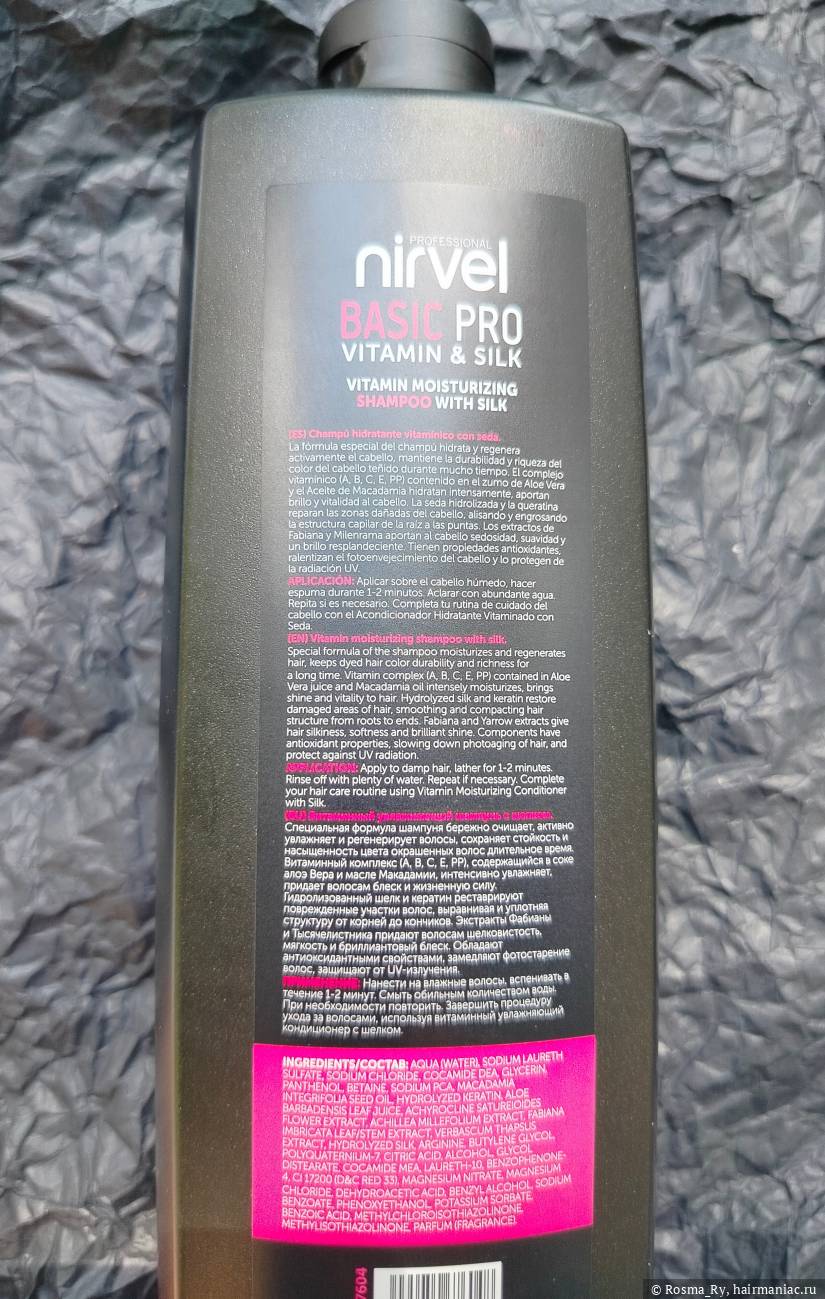 PROFESSIONAL
nirvel
BASIC PRO
VITAMIN & SILK
VITAMIN MOISTURIZING
SHAMPOO WITH SILK
(ES) Champú hidratante vitamínico con seda.
La fórmula especial del champú hidrata y regenera
activamente el cabello, mantiene la durabilidad y riqueza del
color del cabello teñido durante mucho tiempo. El complejo
vitamínico (A, B, C, E, PP) contenido en el zumo de Aloe Vera
y el Aceite de Macadamia hidratan intensamente, aportan
brillo y vitalidad al cabello. La seda hidrolizada y la queratina
reparan las zonas dañadas del cabello, alisando y engrosando
la estructura capilar de la raíz a las puntas. Los extractos de
Fabiana y Milenrama aportan al cabello sedosidad, suavidad y
un brillo resplandeciente. Tienen propiedades antioxidantes,
ralentizan el fotoenvejecimiento del cabello y lo protegen de
la radiación UV.
APLICACIÓN: Aplicar sobre el cabello húmedo, hacer
espuma durante 1-2 minutos. Aclarar con abundante agua.
Repita si es necesario. Completa tu rutina de cuidado del
cabello con el Acondicionador Hidratante Vitaminado con
Seda.
(EN) Vitamin moisturizing shampoo with silk.
Special formula of the shampoo moisturizes and regenerates
hair, keeps dyed hair color durability and richness for
a long time. Vitamin complex (A, B, C, E, PP) contained in Aloe
Vera juice and Macadamia oil intensely moisturizes, brings
shine and vitality to hair. Hydrolyzed silk and keratin restore
damaged areas of hair, smoothing and compacting hair
structure from roots to ends. Fabiana and Yarrow extracts give
hair silkiness, softness and brilliant shine. Components have
antioxidant properties, slowing down photoaging of hair, and
protect against UV radiation.
APPLICATION: Apply to damp hair, lather for 1-2 minutes.
Rinse off with plenty of water. Repeat if necessary. Complete
your hair care routine using Vitamin Moisturizing Conditioner
with Silk.
(RU) Витаминный увлажняющий шампунь с шелком.
Специальная формула шампуня бережно очищает, активно
увлажняет и регенерирует волосы, сохраняет стойкость и
насыщенность цвета окрашенных волос длительное время.
Витаминный комплекс (A, B, C, E, PP), содержащийся в соке
алоэ Вера и масле Макадамии, интенсивно увлажняет,
придает волосам блеск и жизненную силу.
Гидролизованный шелк и кератин реставрируют
поврежденные участки волос, выравнивая и уплотняя
структуру от корней до кончиков. Экстракты Фабианы
и Тысячелистника придают волосам шелковистость,
мягкость и бриллиантовый блеск. Обладают
антиоксидантными свойствами, замедляют фотостарение
волос, защищают от UV-излучения.
ПРИМЕНЕНИЕ: Нанести на влажные волосы, вспенивать в
течение 1-2 минут. Смыть обильным количеством воды.
При необходимости повторить. Завершить процедуру
ухода за волосами, используя витаминный увлажняющий
кондиционер с шелком.
INGREDIENTS/СОСТАВ: AQUA (WATER), SODIUM LAURETH
SULFATE, SODIUM CHLORIDE, COCAMIDE DEA, GLYCERIN,
PANTHENOL, BETAINE, SODIUM PCA, MACADAMIA
INTEGRIFOLIA SEED OIL, HYDROLYZED KERATIN, ALOE
BARBADENSIS LEAF JUICE, ACHYROCLINE SATUREIOIDES
FLOWER EXTRACT, ACHILLEA MILLEFOLIUM EXTRACT, FABIANA
IMBRICATA LEAF/STEM EXTRACT, VERBASCUM THAPSUS
EXTRACT, HYDROLYZED SILK, ARGININE, BUTYLENE GLYCOL,
POLYQUATERNIUM-7, CITRIC ACID, ALCOHOL, GLYCOL
DISTEARATE, COCAMIDE MEA, LAURETH-10, BENZOPHENONE-
4, CI 17200 (D&C RED 33), MAGNESIUM NITRATE, MAGNESIUM
CHLORIDE, DEHYDROACETIC ACID, BENZYL ALCOHOL, SODIUM
BENZOATE, PHENOXYETHANOL, POTASSIUM SORBATE,
BENZOIC ACID, METHYLCHLOROISOTHIAZOLINONE,
METHYLISOTHIAZOLINONE, PARFUM (FRAGRANCE).
7604
© Rosma_Ry, hairmaniac.ru